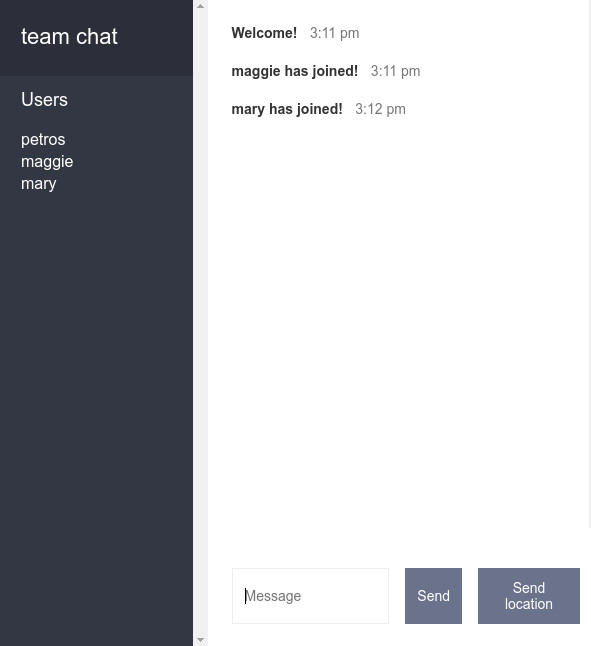 team chat
Users
petros
maggie
mary
Welcome! 3:11 pm
maggie has joined! 3:11 pm
mary has joined! 3:12 pm
Message
Send
Send
location